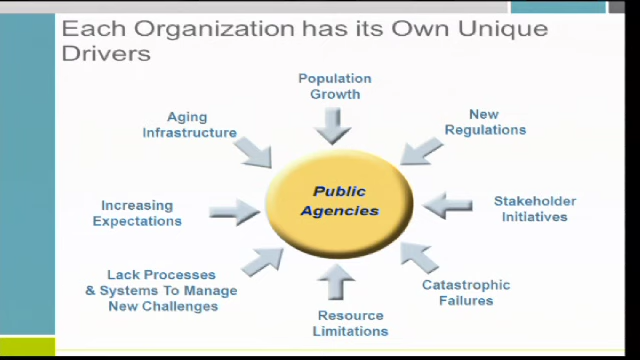 Each Organization has its Own Unique
Drivers
Population
Growth
Aging
Infrastructure
New
Regulations
Public
Agencies
Increasing
Expectations
Stakeholder
Initiatives
Lack Processes
& Systems To Manage
New Challenges
Catastrophic
Failures
Resource
Limitations